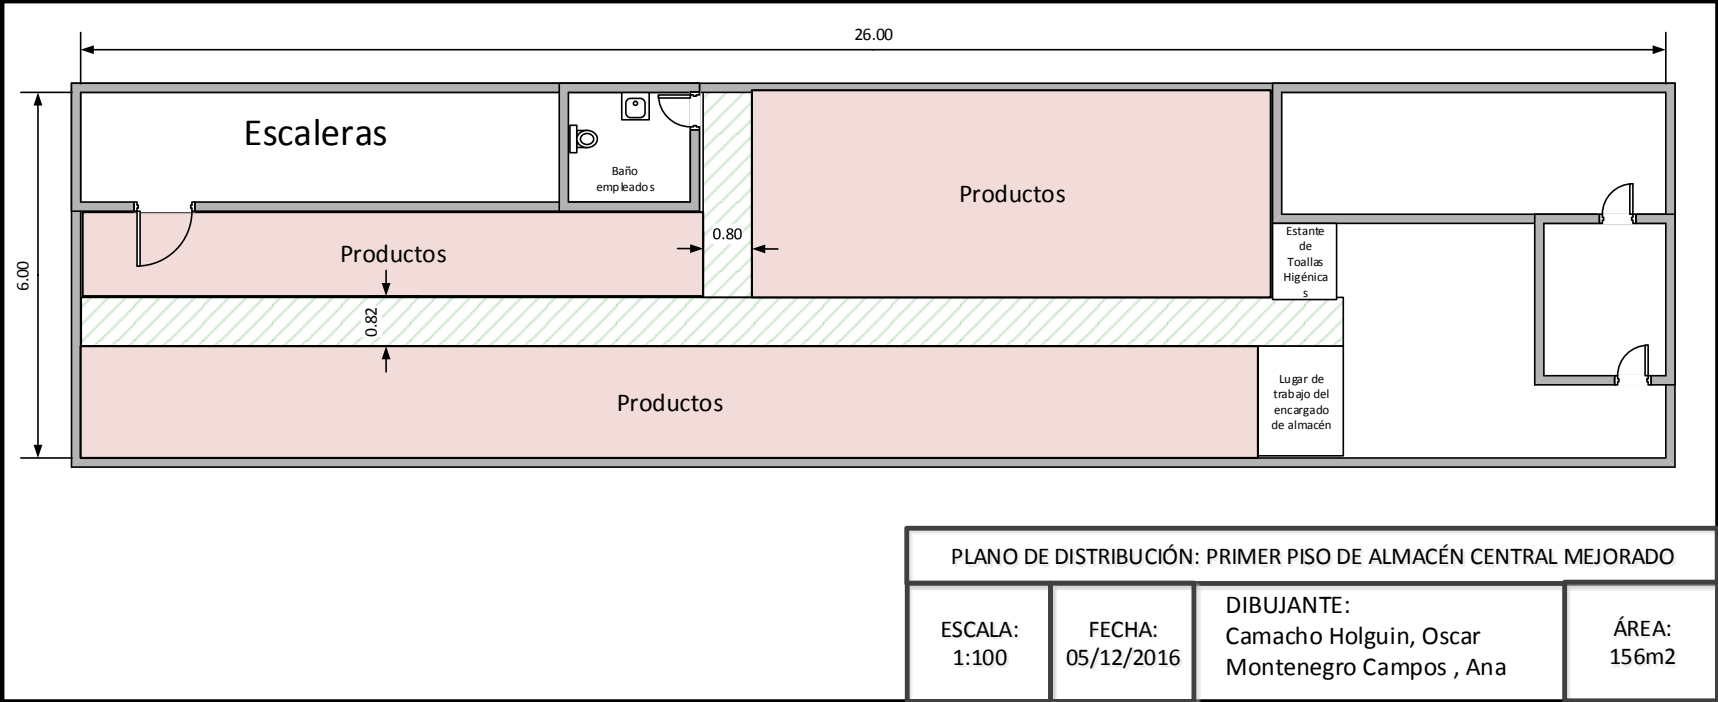 26.00
6.00
Escaleras
Baño
empleados
Productos
Productos
0.80
0.82
Estante
de
Toallas
Higénica
s
Productos
Lugar de
trabajo del
encargado
de almacén
PLANO DE DISTRIBUCIÓN: PRIMER PISO DE ALMACÉN CENTRAL MEJORADO
ESCALA:
1:100
FECHA:
05/12/2016
DIBUJANTE:
Camacho Holguin, Oscar
Montenegro Campos , Ana
ÁREA:
156m2